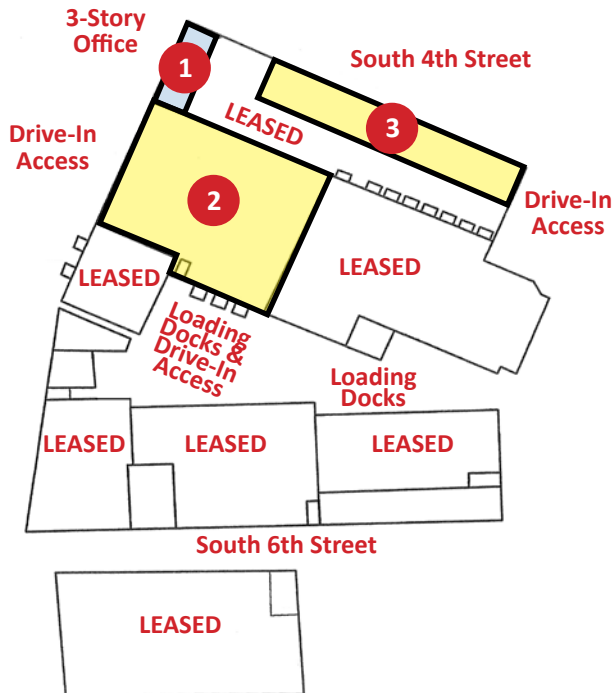 3-Story
Office
1
South 4th Street
LEASED
3
Drive-In
Access
2
Drive-In
Access
LEASED
LEASED
Loading
Docks &
Drive-In
Access
Loading
Docks
LEASED
LEASED
LEASED
South 6th Street
LEASED